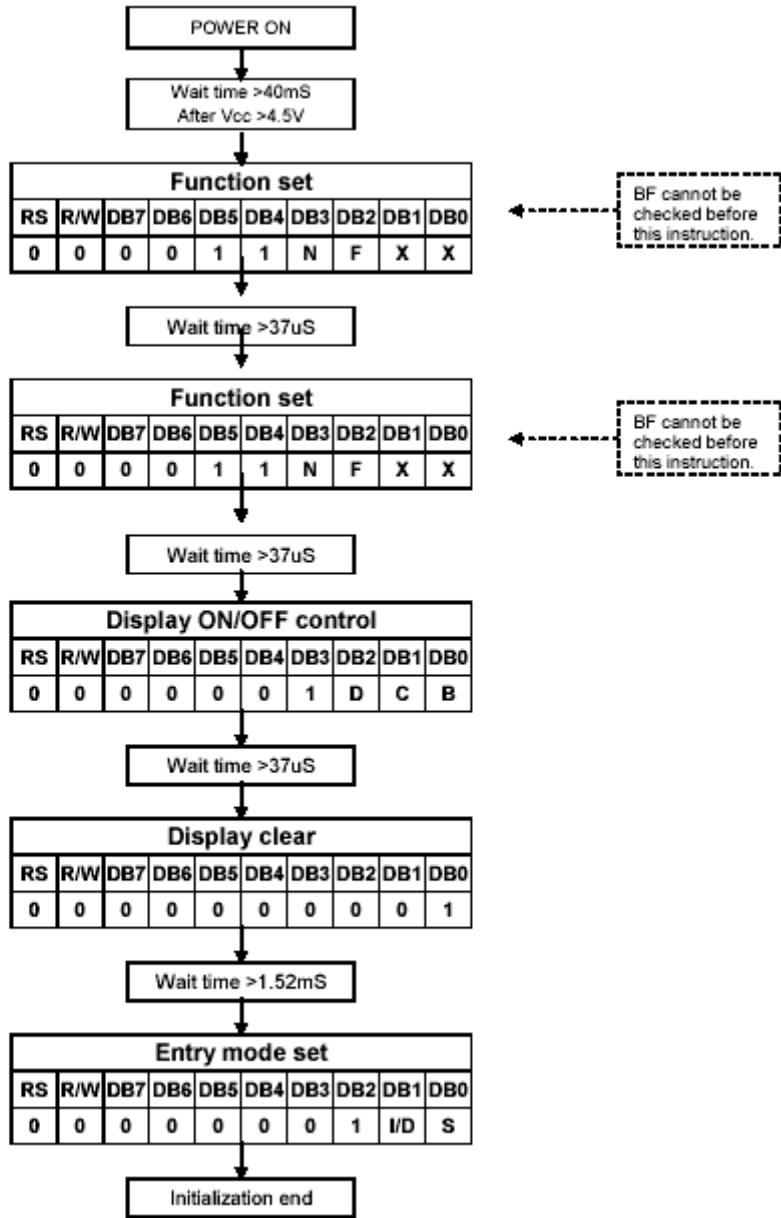 POWER ON
Wait time >40mS
After Vcc >4.5V
Function set
RS R/W DB7 DB6 DB5 DB4 DB3 DB2 DB1 DB0
0 0 0 0 1 1 N F X X
BF cannot be
checked before
this instruction.
Wait time >37uS
Function set
RS R/W DB7 DB6 DB5 DB4 DB3 DB2 DB1 DB0
0 0 0 0 1 1 N F X X
BF cannot be
checked before
this instruction.
Wait time >37uS
Display ON/OFF control
RS R/W DB7 DB6 DB5 DB4 DB3 DB2 DB1 DB0
0 0 0 0 0 0 1 D C B
Wait time >37uS
Display clear
RS R/W DB7 DB6 DB5 DB4 DB3 DB2 DB1 DB0
0 0 0 0 0 0 0 0 0 1
Wait time >1.52mS
Entry mode set
RS R/W DB7 DB6 DB5 DB4 DB3 DB2 DB1 DB0
0 0 0 0 0 0 0 1 I/D S
Initialization end